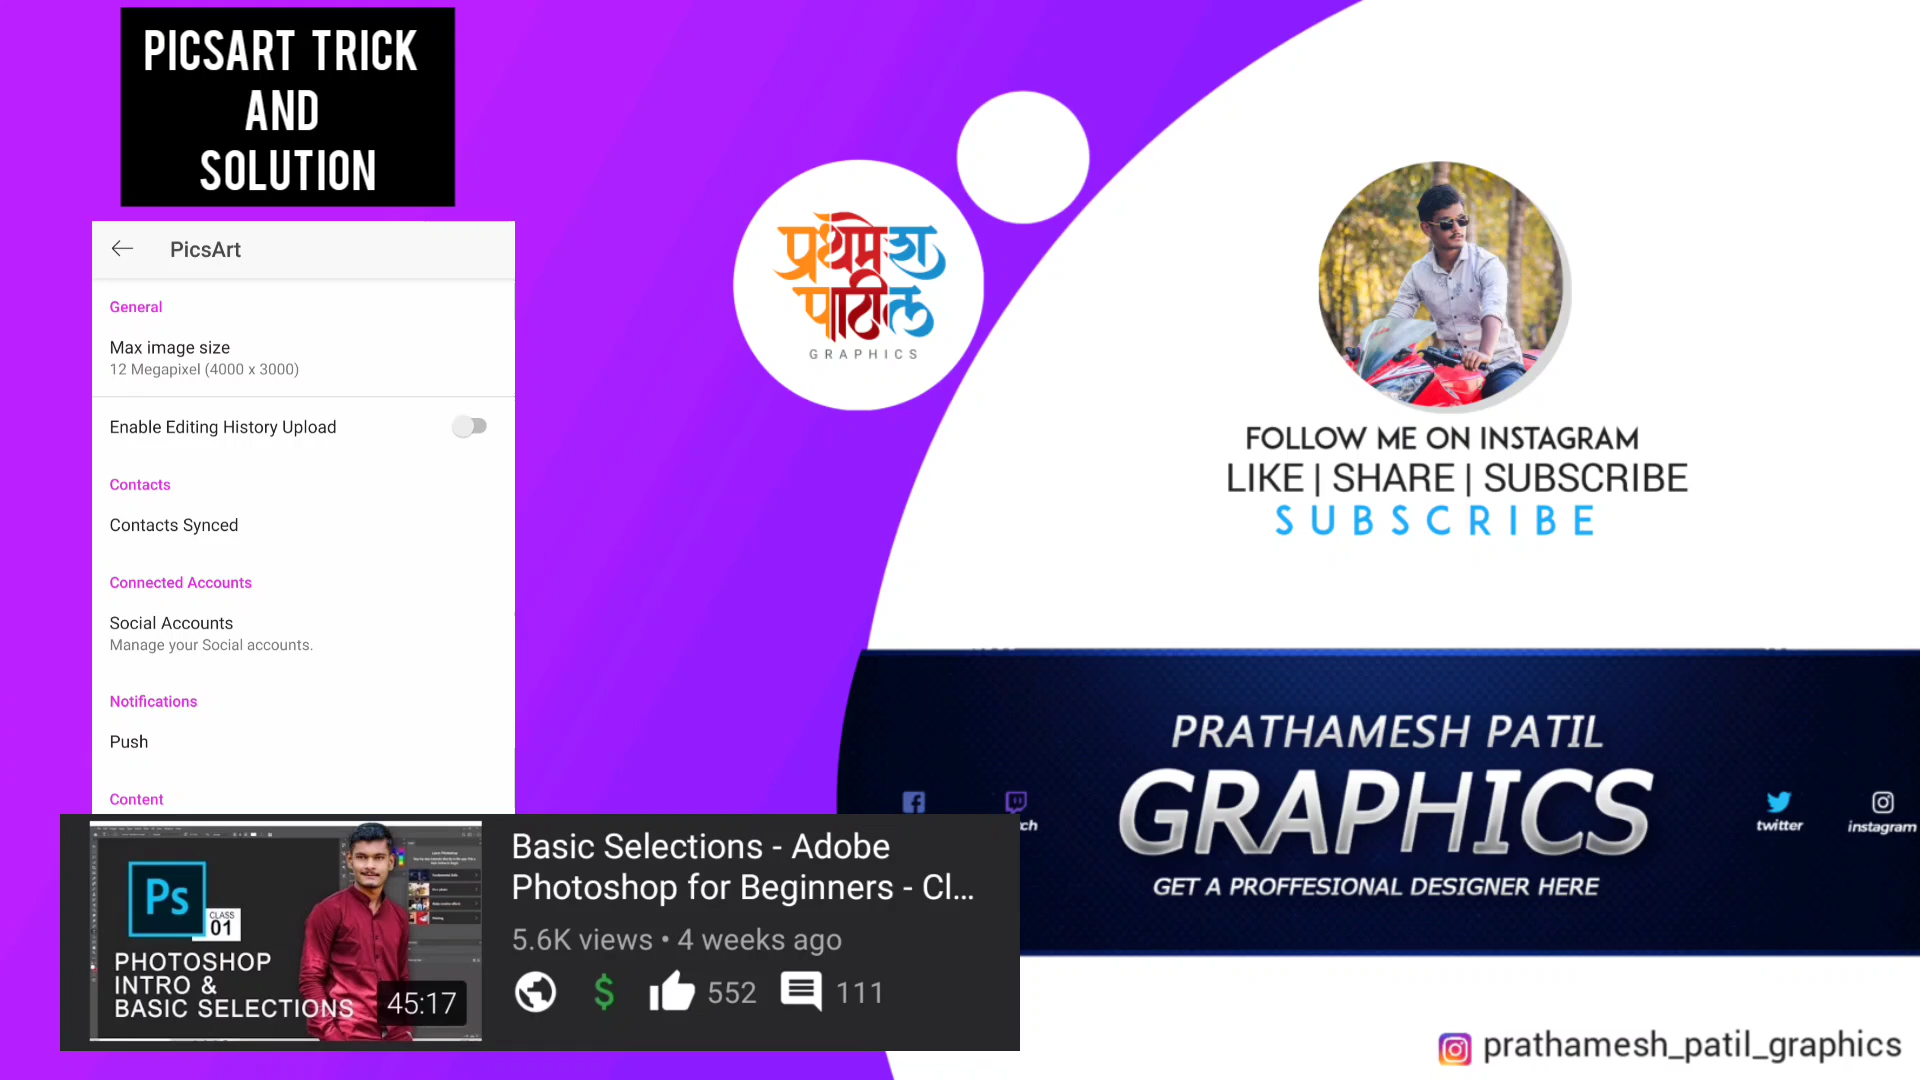 PICSART TRICK
AND
SOLUTION
PicsArt
General
Max image size
12 Megapixel (4000 x 3000)
Enable Editing History Upload
Contacts
Contacts Synced
Connected Accounts
Social Accounts
Manage your Social accounts.
Notifications
Push
Content
प्रथमेश
पाटील
GRAPHICS
FOLLOW ME ON INSTAGRAM
LIKE | SHARE | SUBSCRIBE
SUBSCRIBE
PRATHAMESH PATIL
GRAPHICS
GET A PROFFESIONAL DESIGNER HERE
ch
twitter
instagram
Ps
CLASS
01
PHOTOSHOP
INTRO &
BASIC SELECTIONS
45:17
Basic Selections - Adobe
Photoshop for Beginners - Cl...
5.6K views • 4 weeks ago
$ 552 111
prathamesh_patil_graphics